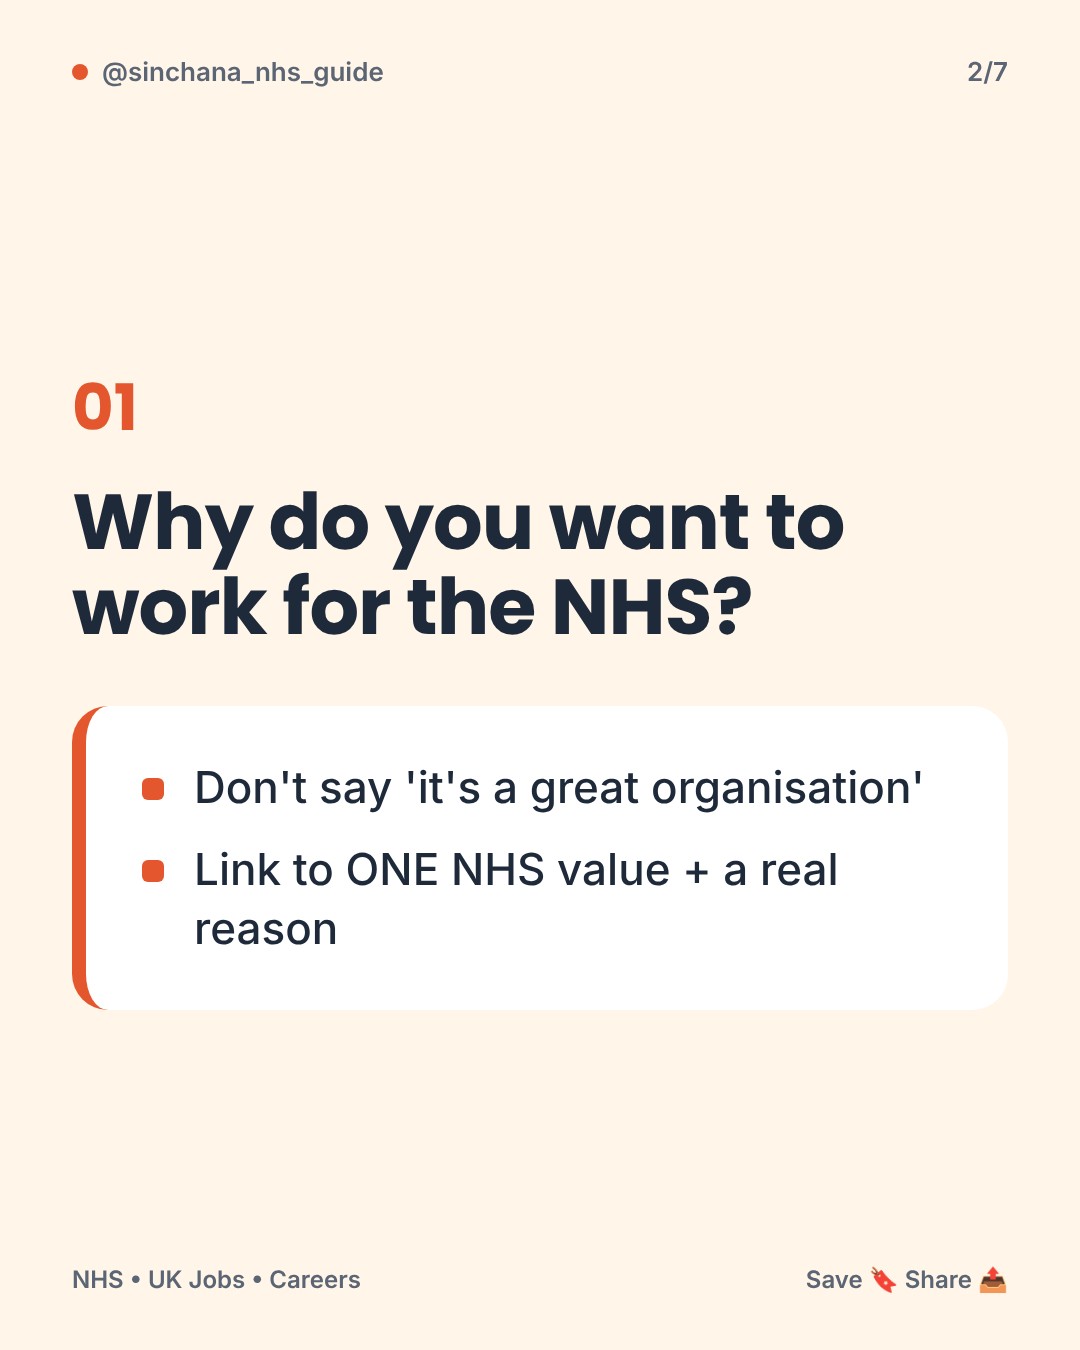 @sinchana_nhs_guide
2/7
01
Why do you want to
work for the NHS?
Don't say 'it's a great organisation'
Link to ONE NHS value + a real
reason
NHS • UK Jobs • Careers
Save 🔖 Share 📤